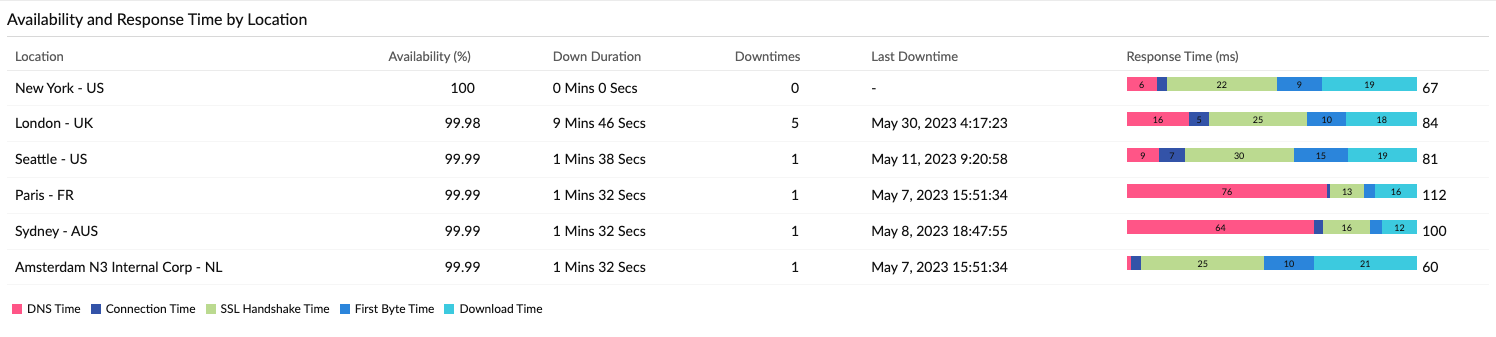 Availability and Response Time by Location
Location Availability (%) Down Duration Downtimes Last Downtime Response Time (ms)
New York - US 100 0 Mins 0 Secs 0 - 6 22 9 19 67
London - UK 99.98 9 Mins 46 Secs 5 May 30, 2023 4:17:23 16 5 25 10 18 84
Seattle - US 99.99 1 Mins 38 Secs 1 May 11, 2023 9:20:58 9 7 30 15 19 81
Paris - FR 99.99 1 Mins 32 Secs 1 May 7, 2023 15:51:34 76 13 16 112
Sydney - AUS 99.99 1 Mins 32 Secs 1 May 8, 2023 18:47:55 64 16 12 100
Amsterdam N3 Internal Corp - NL 99.99 1 Mins 32 Secs 1 May 7, 2023 15:51:34 25 10 21 60
DNS Time Connection Time SSL Handshake Time First Byte Time Download Time